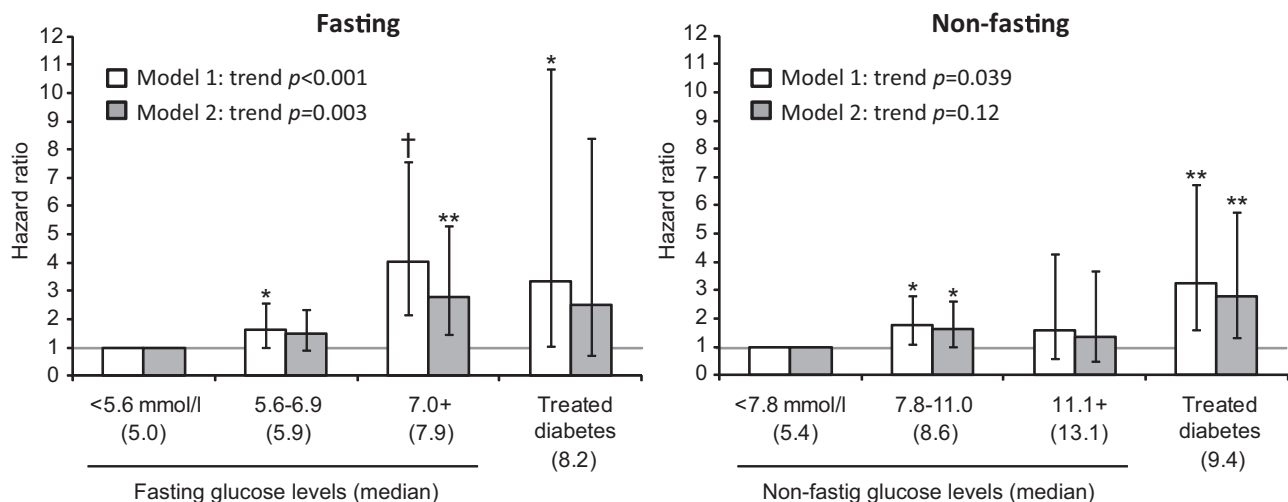 Fasting
Hazard ratio
12
11
10
9
8
7
6
5
4
3
2
1
0
Model 1: trend p<0.001
Model 2: trend p=0.003
*
†
**
*
<5.6 mmol/l
(5.0)
5.6-6.9
(5.9)
7.0+
(7.9)
Treated
diabetes
(8.2)
Fasting glucose levels (median)
Non-fasting
Hazard ratio
12
11
10
9
8
7
6
5
4
3
2
1
0
Model 1: trend p=0.039
Model 2: trend p=0.12
*
*
**
**
<7.8 mmol/l
(5.4)
7.8-11.0
(8.6)
11.1+
(13.1)
Treated
diabetes
(9.4)
Non-fastig glucose levels (median)